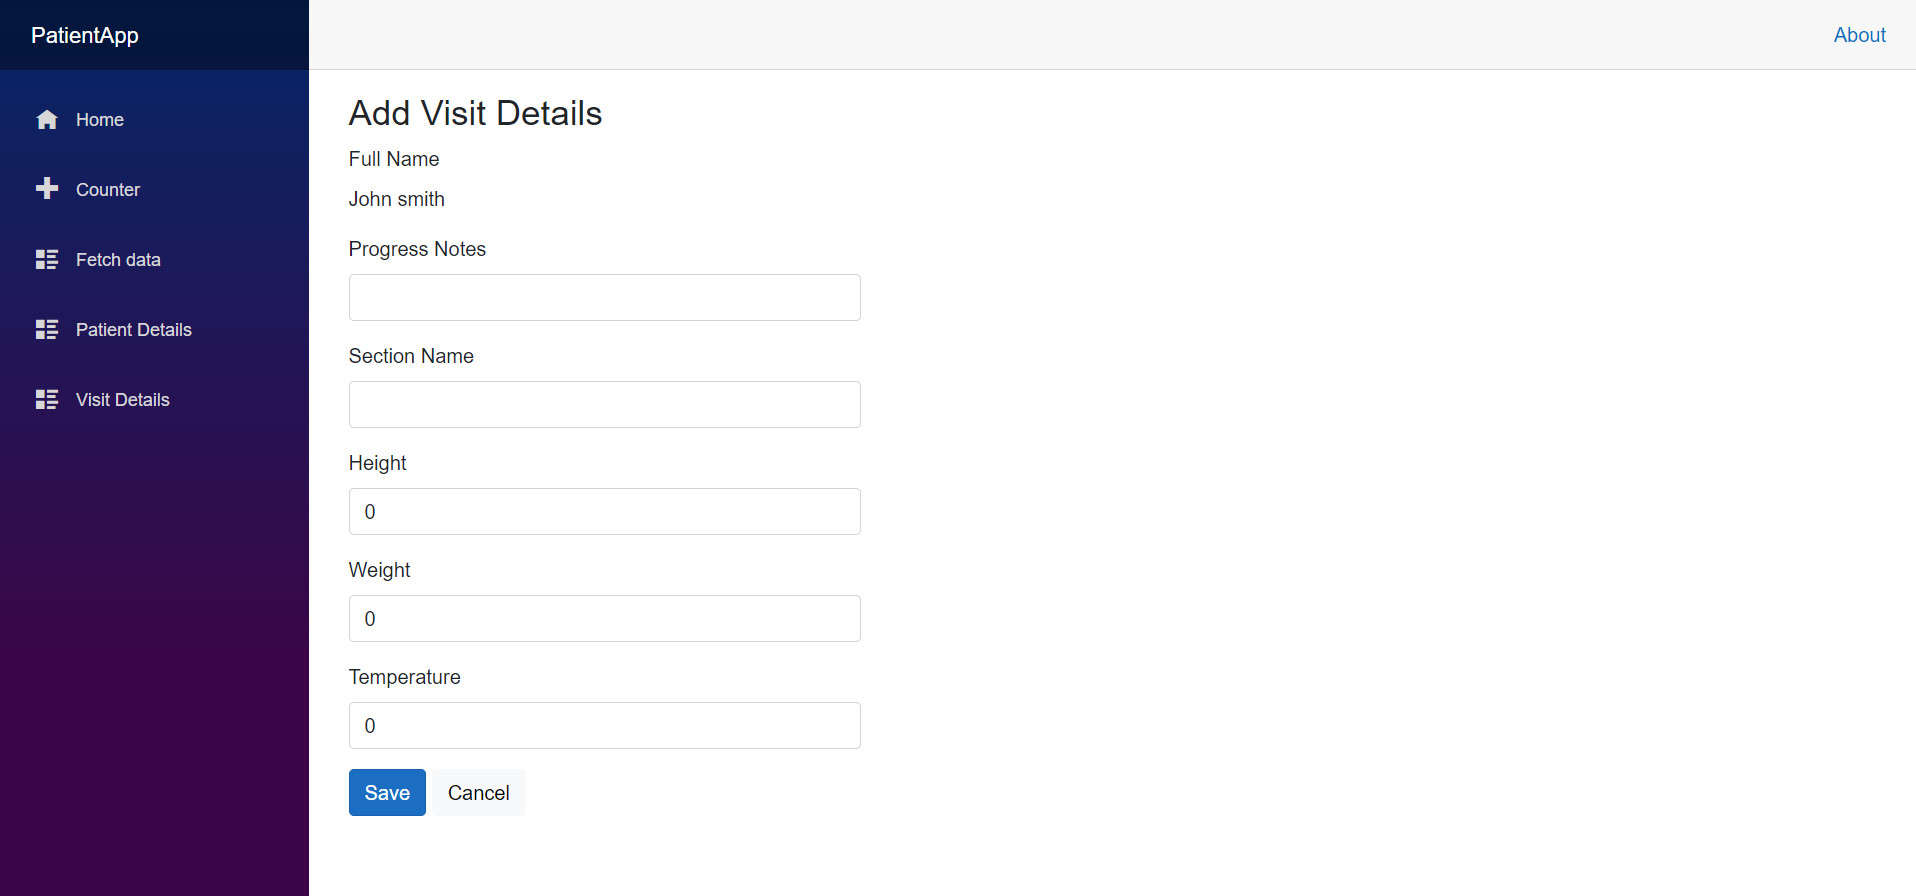 PatientApp
About
Home
Counter
Fetch data
Patient Details
Visit Details
Add Visit Details
Full Name
John smith
Progress Notes
Section Name
Height
0
Weight
0
Temperature
0
Save Cancel